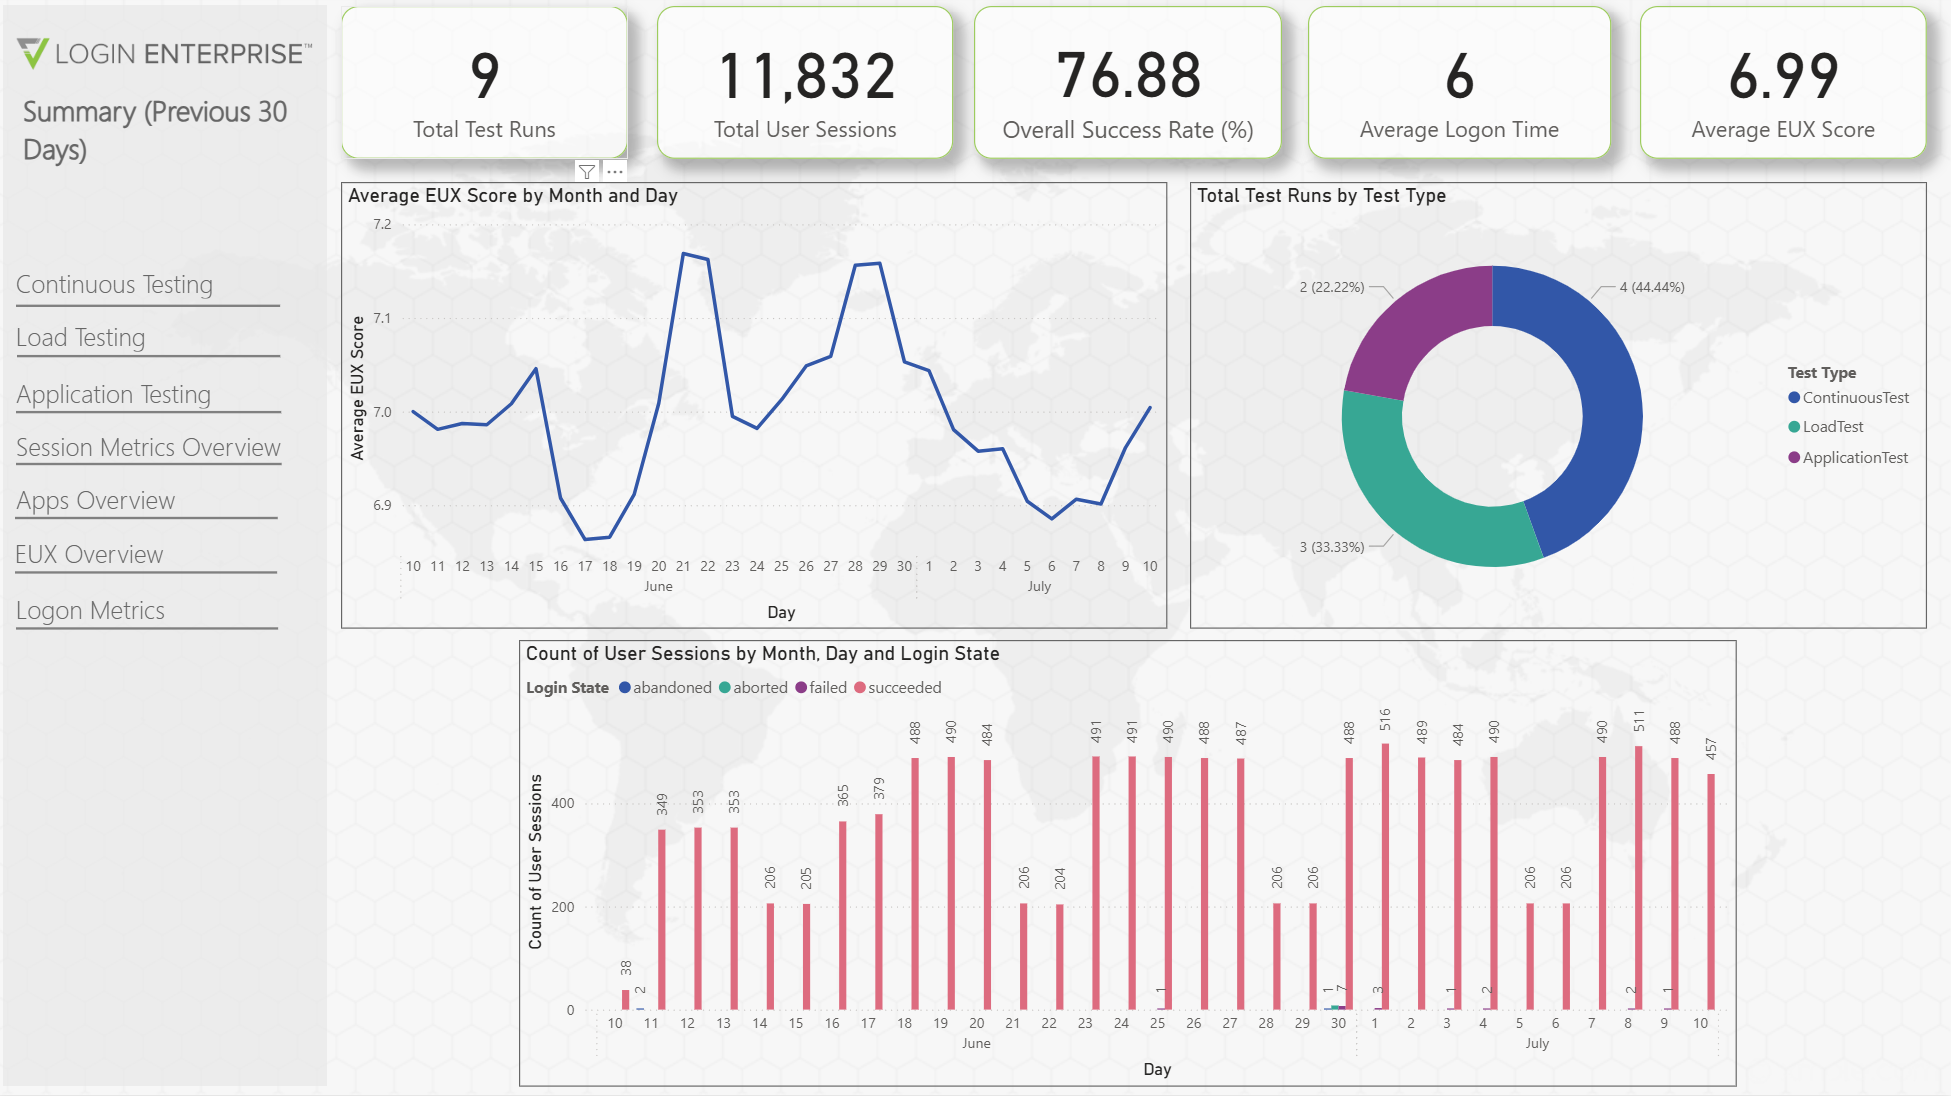 LOGIN ENTERPRISE™
Summary (Previous 30
Days)
Continuous Testing
Load Testing
Application Testing
Session Metrics Overview
Apps Overview
EUX Overview
Logon Metrics
9
Total Test Runs
11,832
Total User Sessions
76.88
Overall Success Rate (%)
6
Average Logon Time
6.99
Average EUX Score
Average EUX Score by Month and Day
Average EUX Score
7.2
7.1
7.0
6.9
10 11 12 13 14 15 16 17 18 19 20 21 22 23 24 25 26 27 28 29 30 1 2 3 4 5 6 7 8 9 10
June July
Day
Total Test Runs by Test Type
2 (22.22%)
4 (44.44%)
3 (33.33%)
Test Type
ContinuousTest
LoadTest
ApplicationTest
Count of User Sessions by Month, Day and Login State
Login State abandoned aborted failed succeeded
Count of User Sessions
400
200
0
38 2 349 353 353 206 205 365 379 488 490 484 206 204 491 491 1 490 488 487 206 206 1 7 488 3 516 489 1 484 2 490 206 206 490 2 511 1 488 457
10 11 12 13 14 15 16 17 18 19 20 21 22 23 24 25 26 27 28 29 30 1 2 3 4 5 6 7 8 9 10
June July
Day